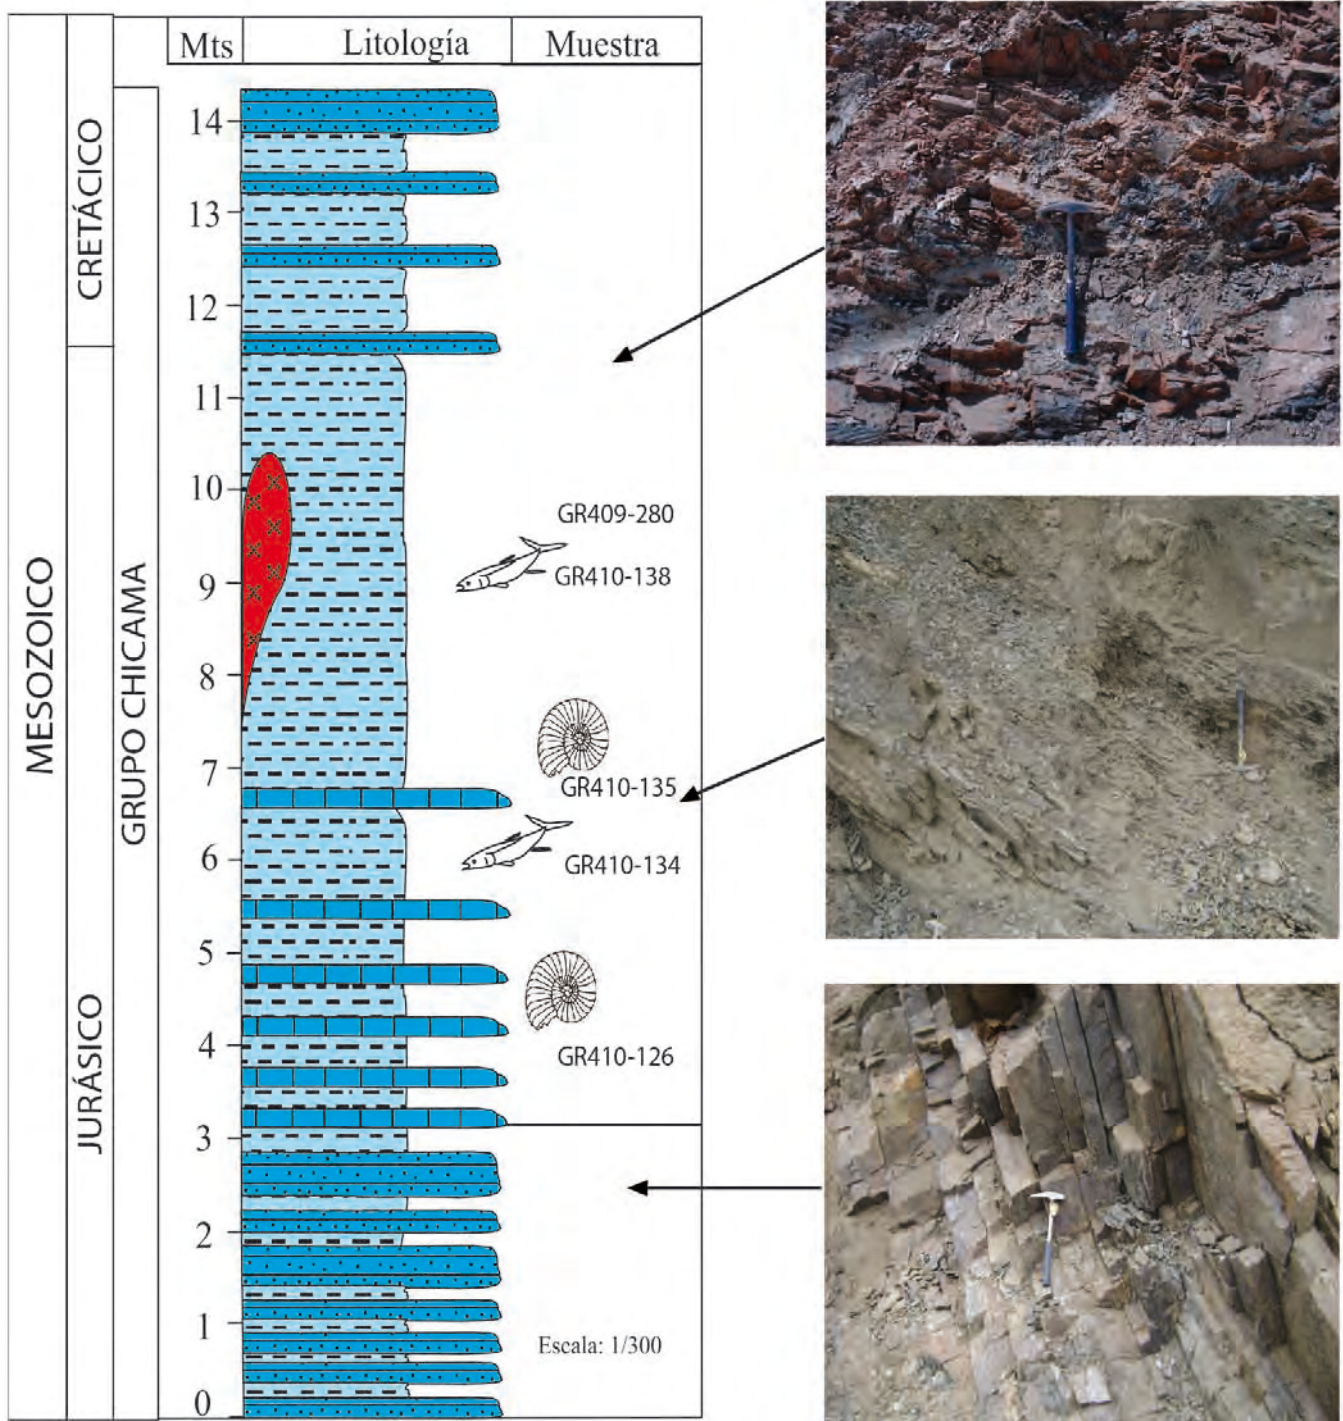 Mts
Litología
Muestra
MESOZOICO
CRETÁCICO
JURÁSICO
GRUPO CHICAMA
14
13
12
11
10
9
8
7
6
5
4
3
2
1
0
GR409-280
GR410-138
GR410-135
GR410-134
GR410-126
Escala: 1/300